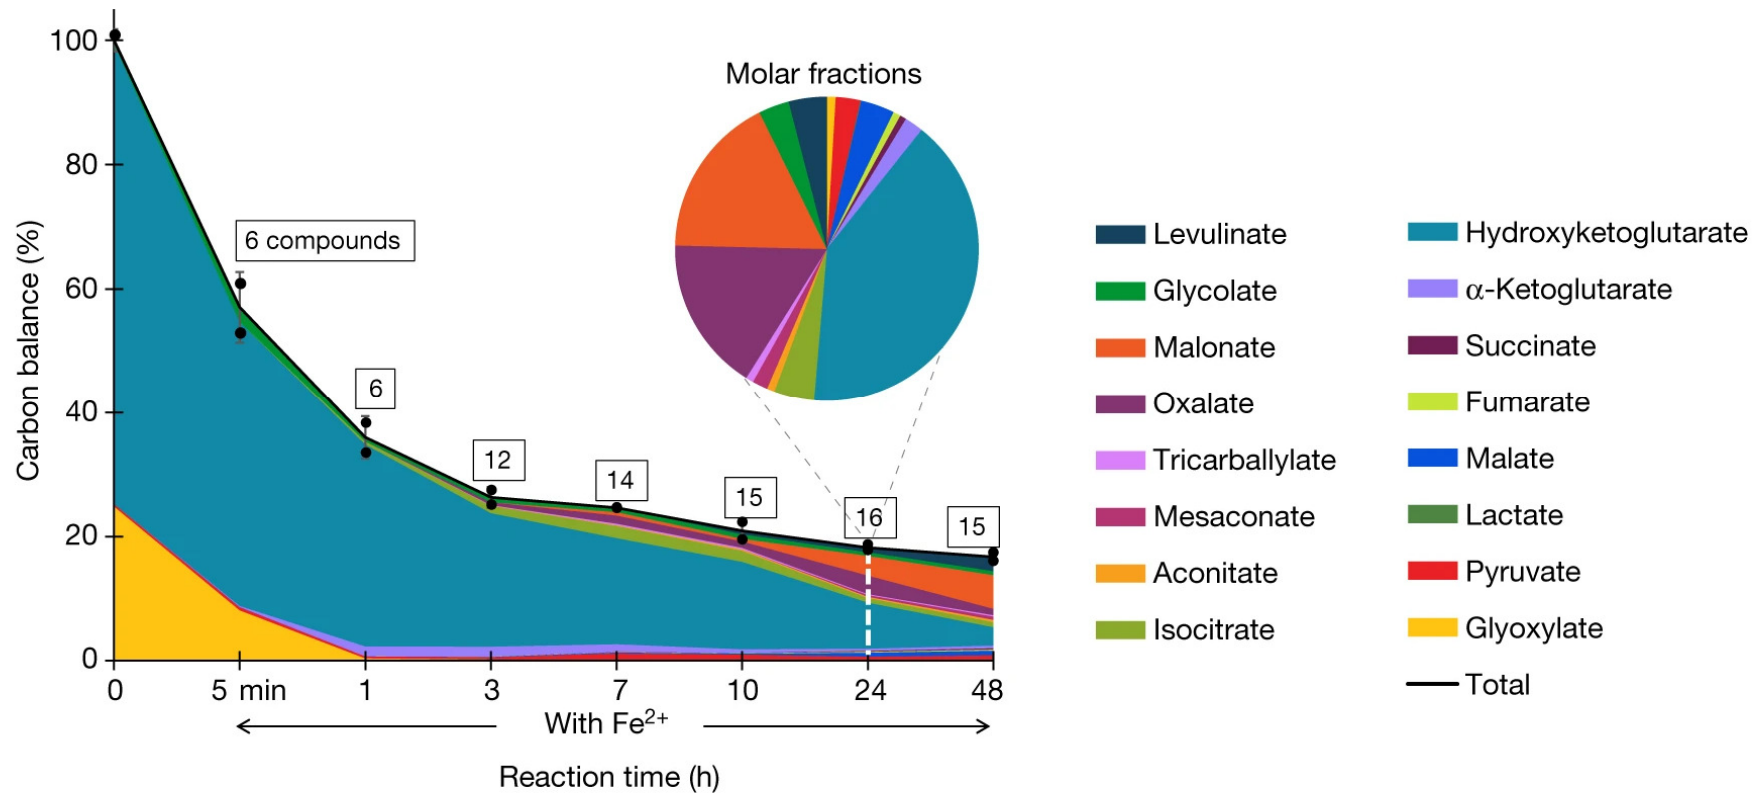 Molar fractions
Carbon balance (%)
100
80
60
40
20
0
6 compounds
6
12
14
15
16
15
0
5 min
1
3
7
10
24
48
With Fe²⁺
Reaction time (h)
Levulinate
Glycolate
Malonate
Oxalate
Tricarballylate
Mesaconate
Aconitate
Isocitrate
Hydroxyketoglutarate
α-Ketoglutarate
Succinate
Fumarate
Malate
Lactate
Pyruvate
Glyoxylate
Total